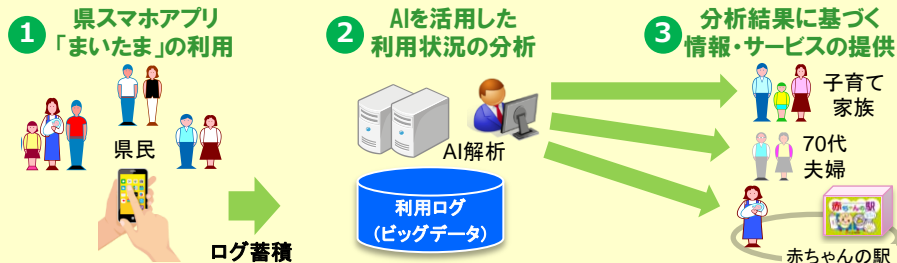 1 県スマホアプリ
「まいたま」の利用
県民
ログ蓄積
2 AIを活用した
利用状況の分析
AI解析
利用ログ
(ビッグデータ)
3 分析結果に基づく
情報・サービスの提供
子育て
家族
70代
夫婦
赤ちゃんの駅
赤ちゃんの駅